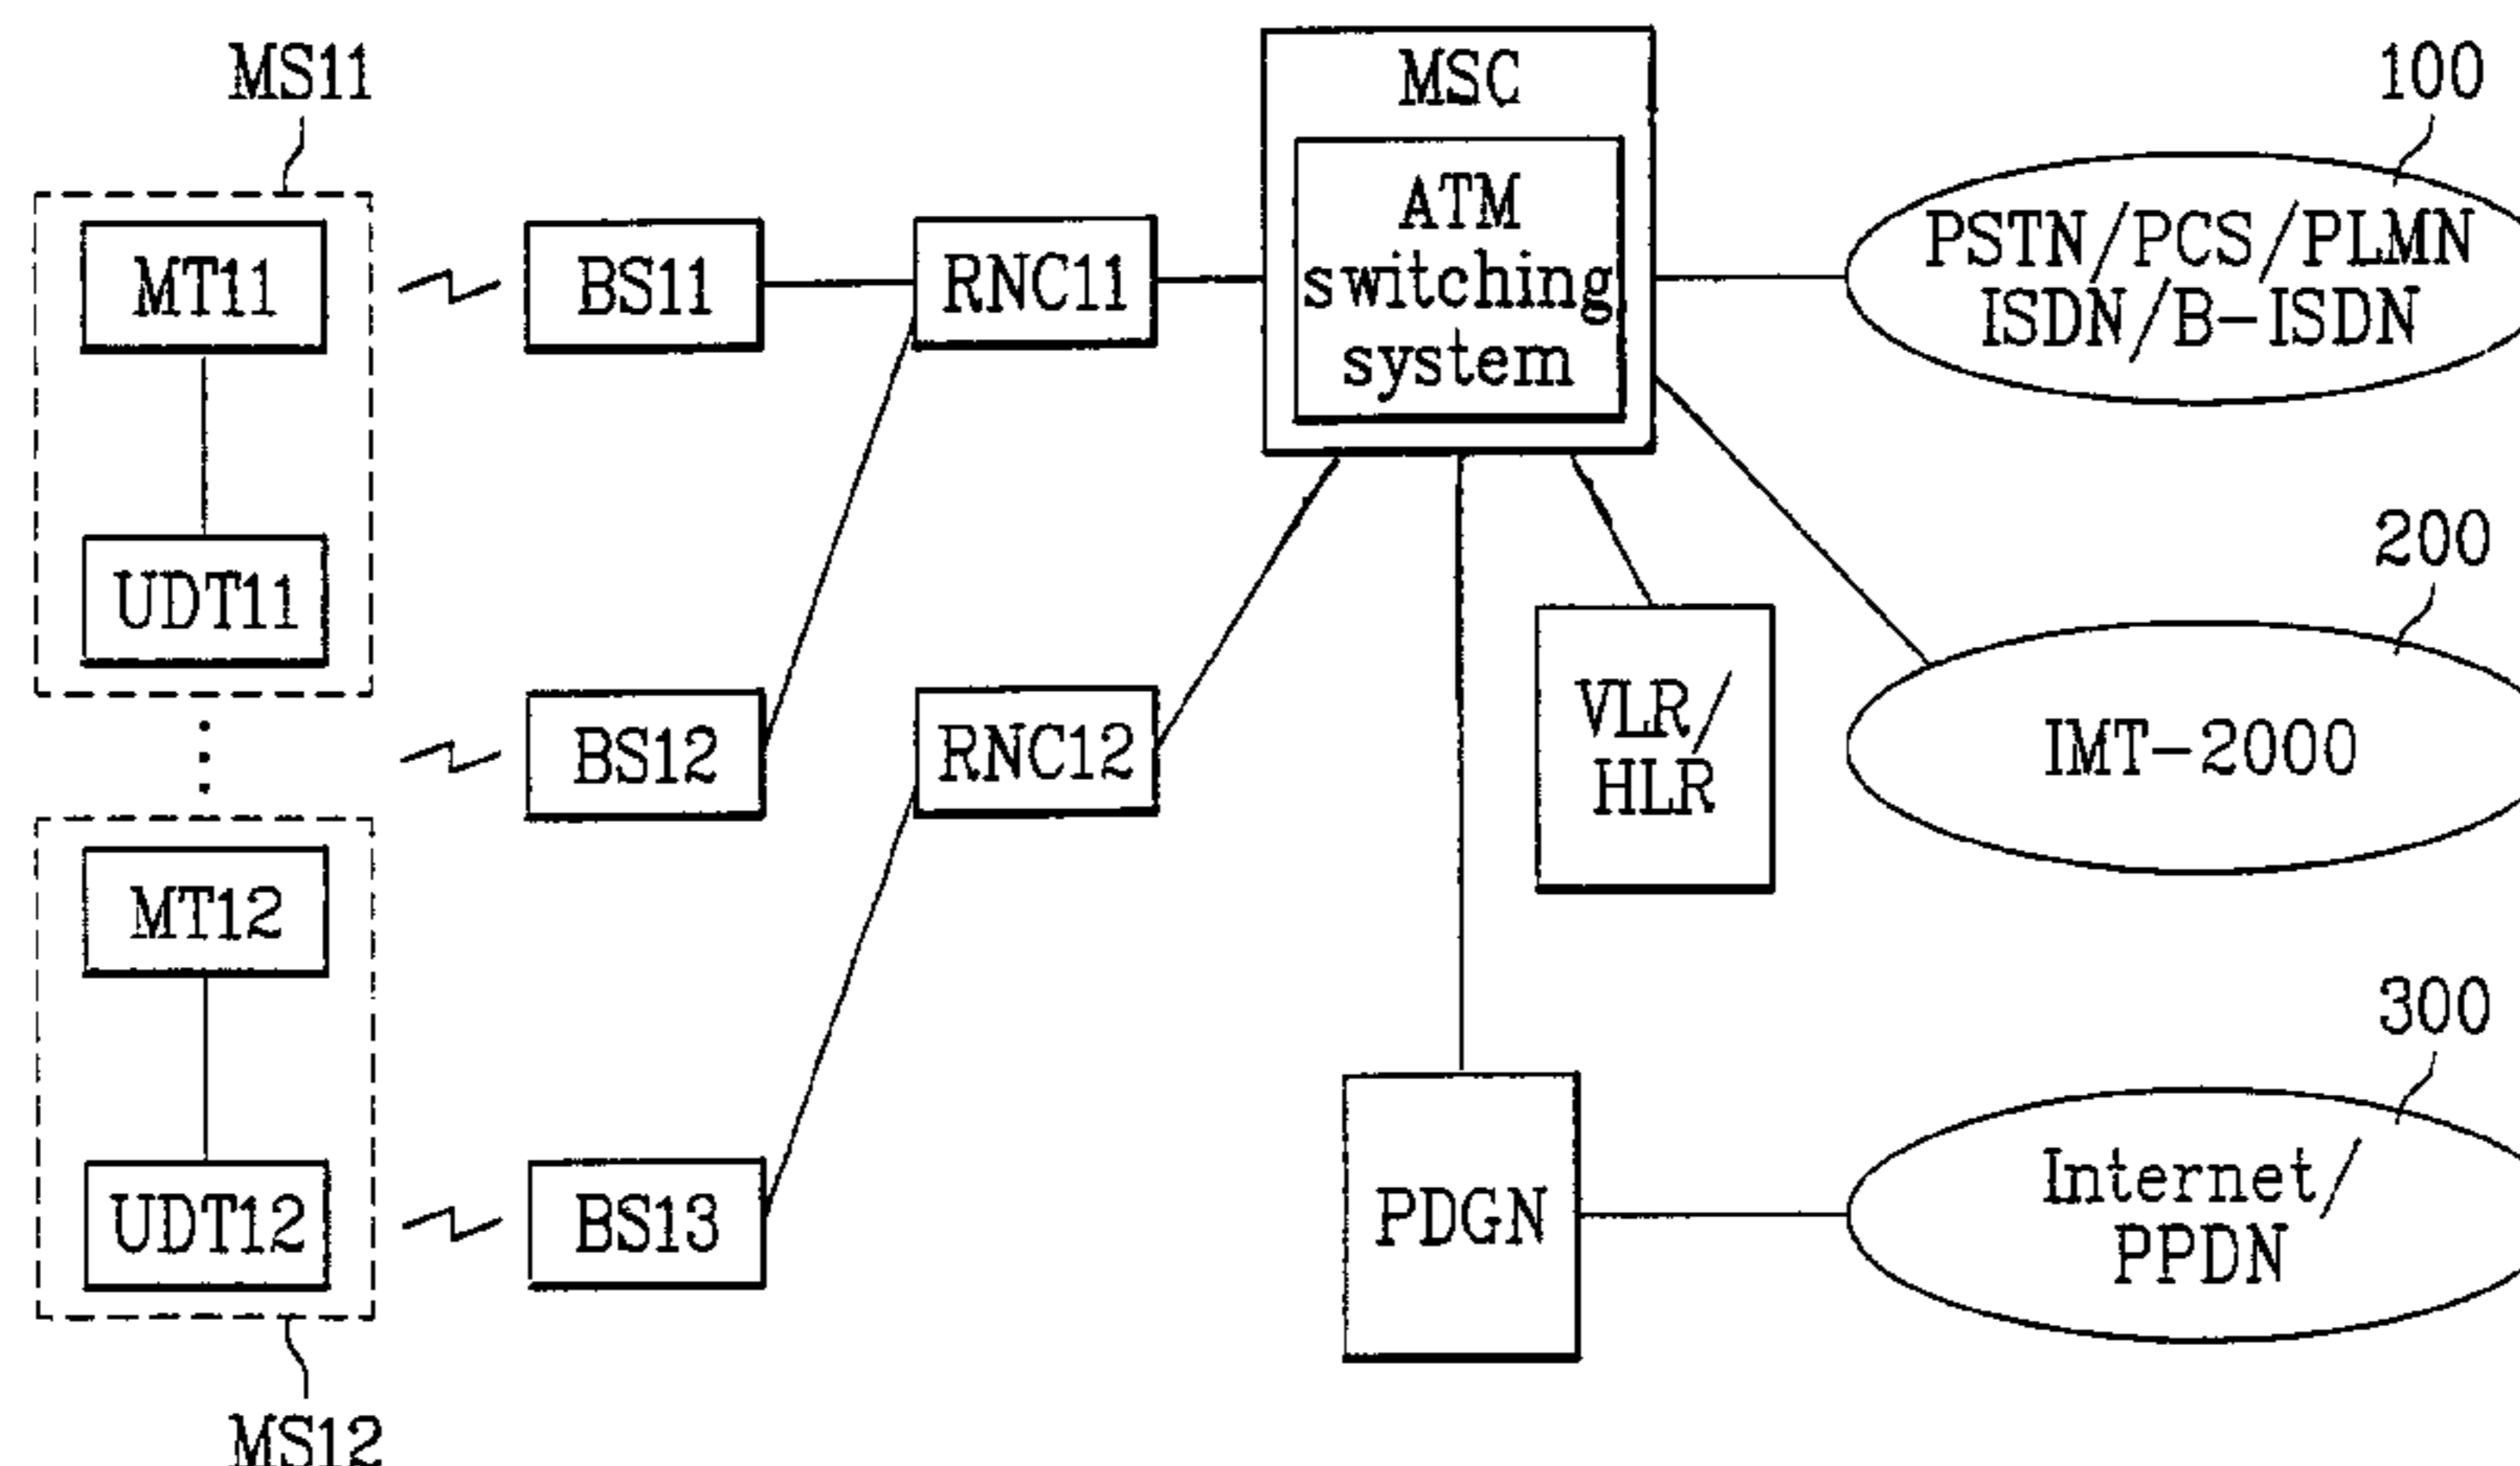 MS11
MSC
100
ATM
switching
system
MT11
BS11
RNC11
PSTN/PCS/PLMN
ISDN/B-ISDN
UDT11
200
BS12
RNC12
VLR/
HLR
IMT-2000
MT12
300
UDT12
BS13
PDGN
Internet/
PPDN
MS12